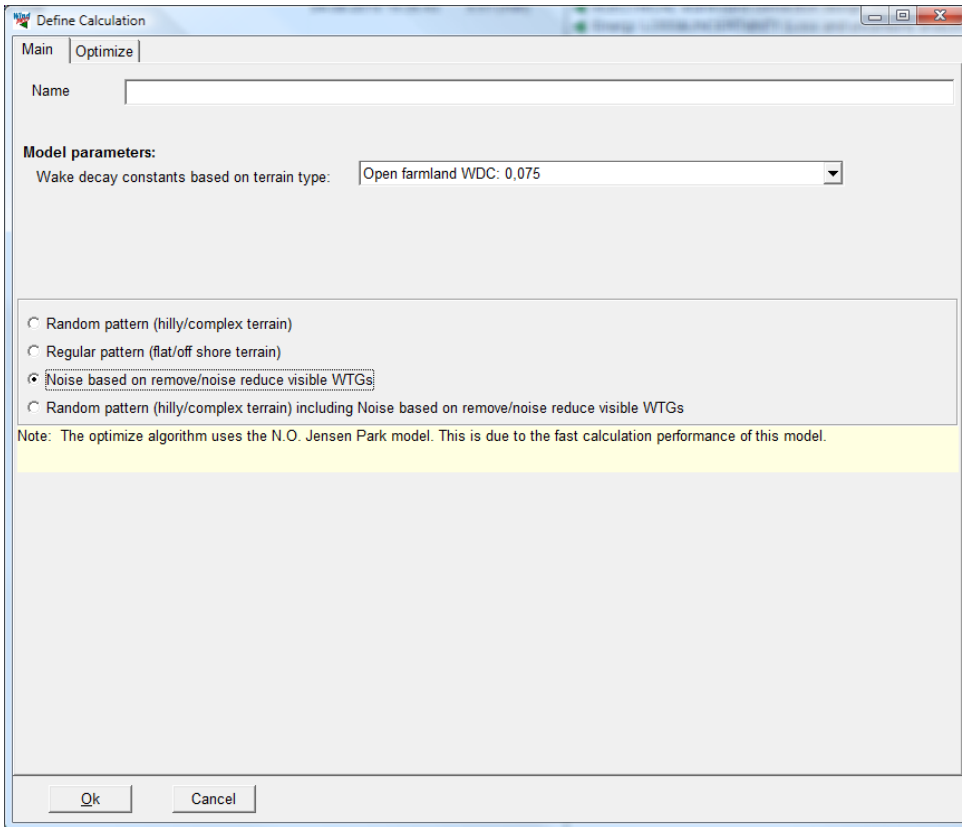 Wind
Define Calculation
Main Optimize
Name
Model parameters:
Wake decay constants based on terrain type: Open farmland WDC: 0,075
Random pattern (hilly/complex terrain)
Regular pattern (flat/off shore terrain)
Noise based on remove/noise reduce visible WTGs
Random pattern (hilly/complex terrain) including Noise based on remove/noise reduce visible WTGs
Note: The optimize algorithm uses the N.O. Jensen Park model. This is due to the fast calculation performance of this model.
Ok Cancel